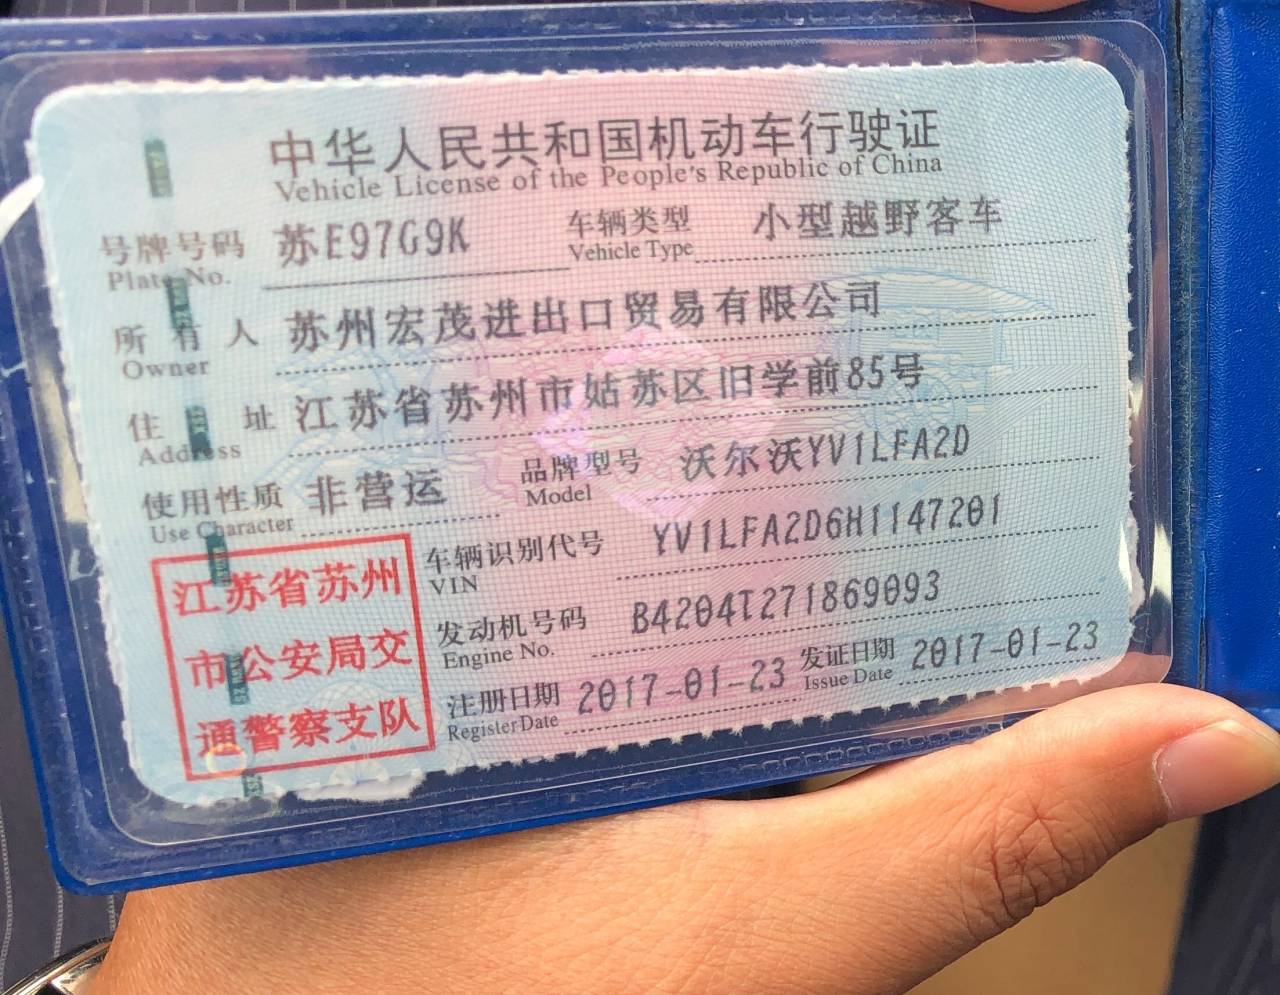 中华人民共和国机动车行驶证
Vehicle License of the People's Republic of China
号牌号码 苏E97G9K 车辆类型 小型越野客车
Plate No. Vehicle Type
所有人 苏州宏茂进出口贸易有限公司
Owner
住址 江苏省苏州市姑苏区旧学前85号
Address
使用性质 非营运 品牌型号 沃尔沃YV1LFA2D
Use Character Model
车辆识别代号 YV1LFA2D6H1147201
VIN
发动机号码 B4204T271869093
Engine No.
注册日期 2017-01-23 发证日期 2017-01-23
Register Date Issue Date
江苏省苏州
市公安局交
通警察支队